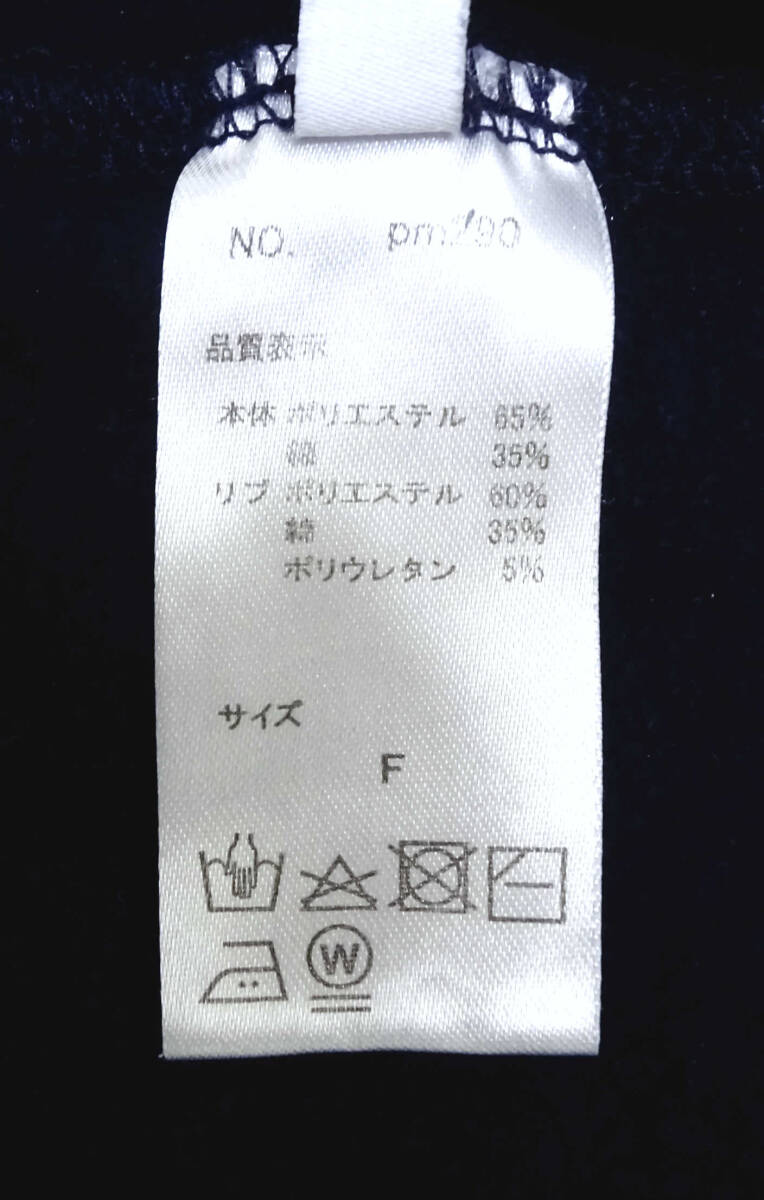 NO. pm290
品質表示
本体 ポリエステル 65%
綿 35%
リブ ポリエステル 60%
綿 35%
ポリウレタン 5%
サイズ
F
W